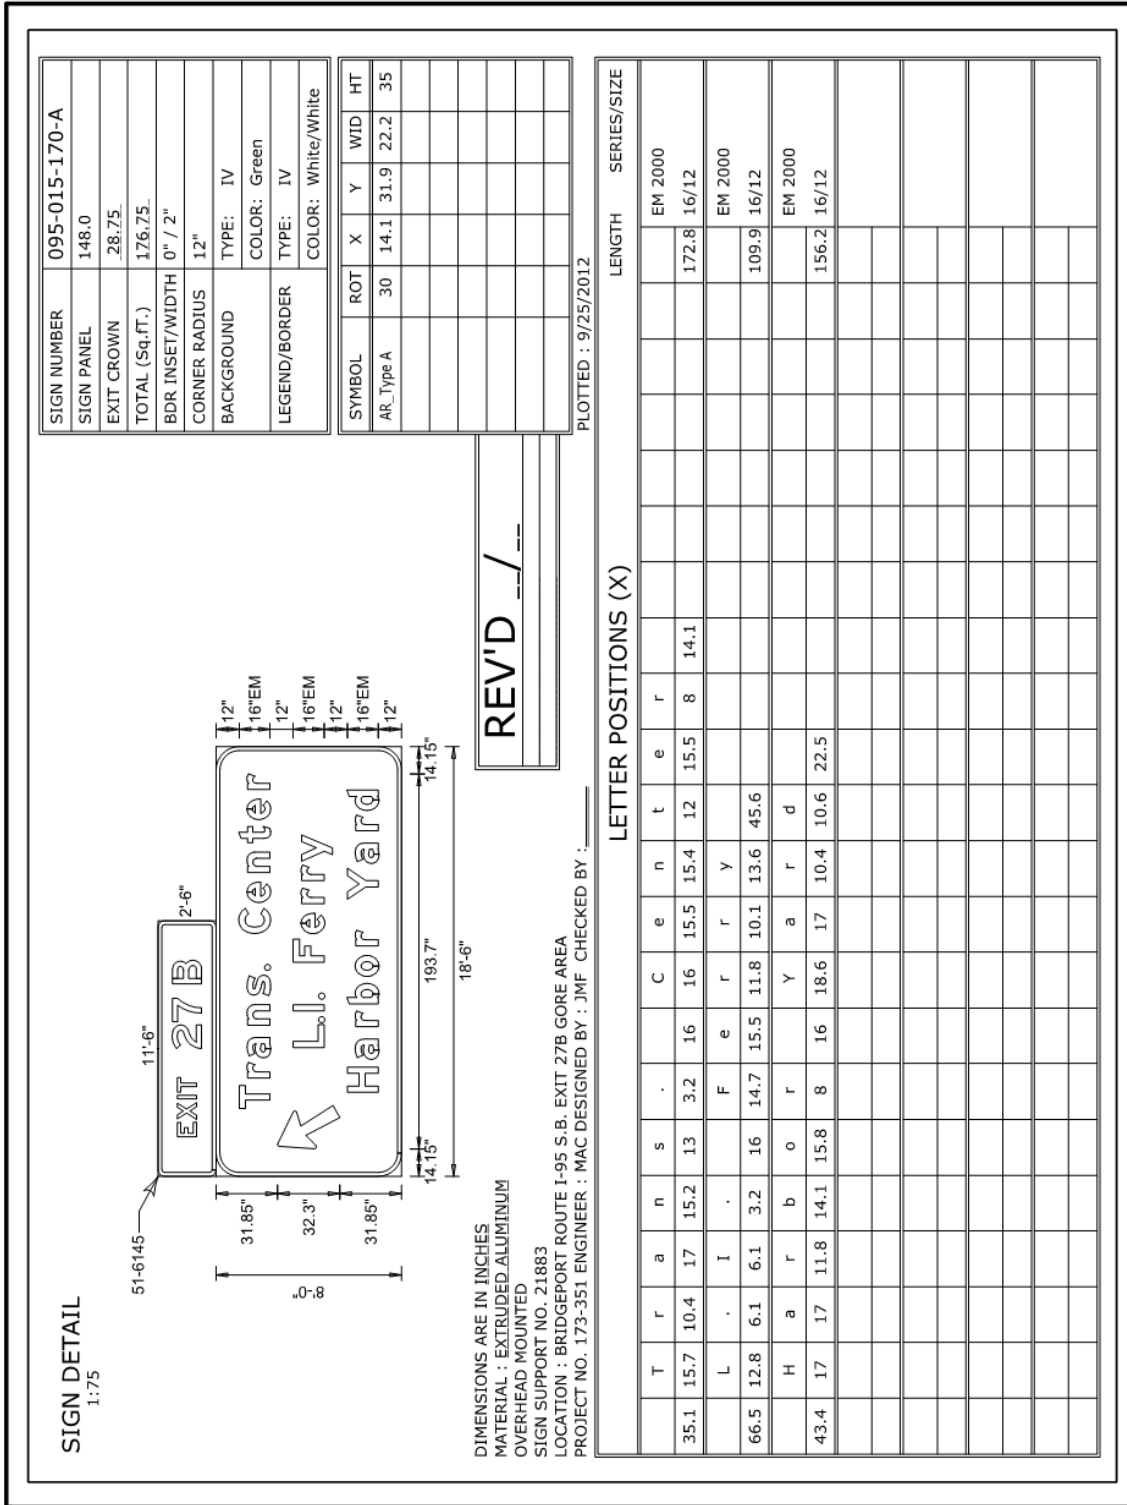 SIGN DETAIL
1:75
51-6145
11'-6"
2'-6"
EXIT 27 B
Trans. Center
L.I. Ferry
Harbor Yard
31.85"
32.3"
31.85"
8'-0"
12"
16"EM
12"
16"EM
12"
16"EM
12"
14.15" 193.7" 14.15"
18'-6"
SIGN NUMBER 095-015-170-A
SIGN PANEL 148.0
EXIT CROWN 28.75
TOTAL (Sq.fT.) 176.75
BDR INSET/WIDTH 0" / 2"
CORNER RADIUS 12"
BACKGROUND TYPE: IV
COLOR: Green
LEGEND/BORDER TYPE: IV
COLOR: White/White
SYMBOL ROT X Y WID HT
AR_Type A 30 14.1 31.9 22.2 35
REV'D __/__
PLOTTED : 9/25/2012
DIMENSIONS ARE IN INCHES
MATERIAL : EXTRUDED ALUMINUM
OVERHEAD MOUNTED
SIGN SUPPORT NO. 21883
LOCATION : BRIDGEPORT ROUTE I-95 S.B. EXIT 27B GORE AREA
PROJECT NO. 173-351 ENGINEER : MAC DESIGNED BY : JMF CHECKED BY :
LETTER POSITIONS (X) LENGTH SERIES/SIZE
T r a n s . C e n t e r EM 2000
35.1 15.7 10.4 17 15.2 13 3.2 16 16 15.5 15.4 12 15.5 8 14.1 172.8 16/12
L . I . F e r r y EM 2000
66.5 12.8 6.1 6.1 3.2 16 14.7 15.5 11.8 10.1 13.6 45.6 109.9 16/12
H a r b o r Y a r d EM 2000
43.4 17 17 11.8 14.1 15.8 8 16 18.6 17 10.4 10.6 22.5 156.2 16/12